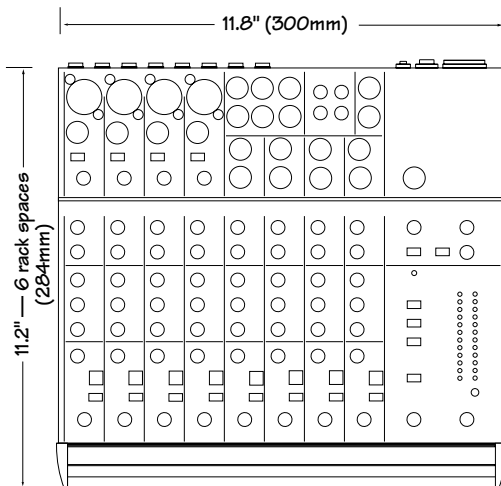 11.8" (300mm)
11.2" — 6 rack spaces
(284mm)